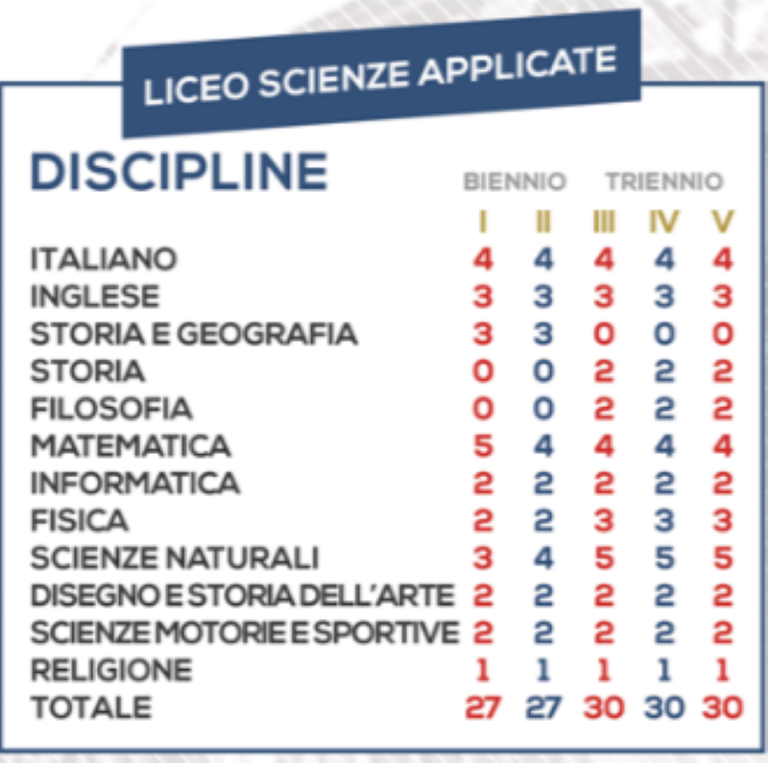 LICEO SCIENZE APPLICATE
DISCIPLINE BIENNIO TRIENNIO
I II III IV V
ITALIANO 4 4 4 4 4
INGLESE 3 3 3 3 3
STORIA E GEOGRAFIA 3 3 0 0 0
STORIA 0 0 2 2 2
FILOSOFIA 0 0 2 2 2
MATEMATICA 5 4 4 4 4
INFORMATICA 2 2 2 2 2
FISICA 2 2 3 3 3
SCIENZE NATURALI 3 4 5 5 5
DISEGNO E STORIA DELL'ARTE 2 2 2 2 2
SCIENZE MOTORIE E SPORTIVE 2 2 2 2 2
RELIGIONE 1 1 1 1 1
TOTALE 27 27 30 30 30